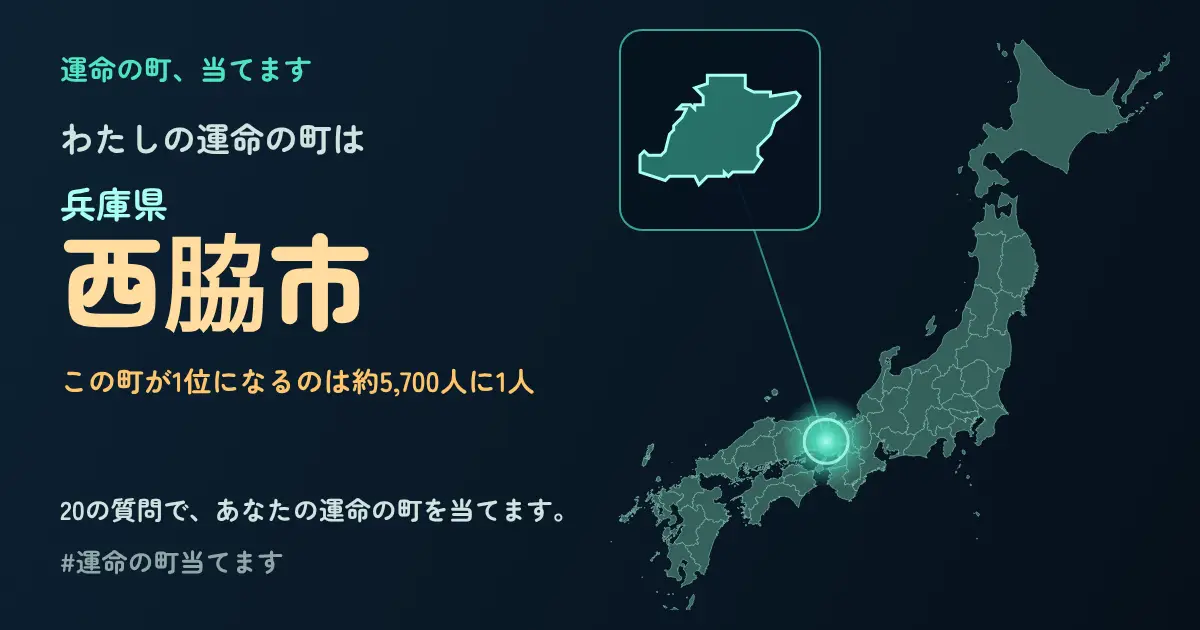 運命の町、当てます
わたしの運命の町は
兵庫県
西脇市
この町が1位になるのは約5,700人に1人
20の質問で、あなたの運命の町を当てます。
#運命の町当てます